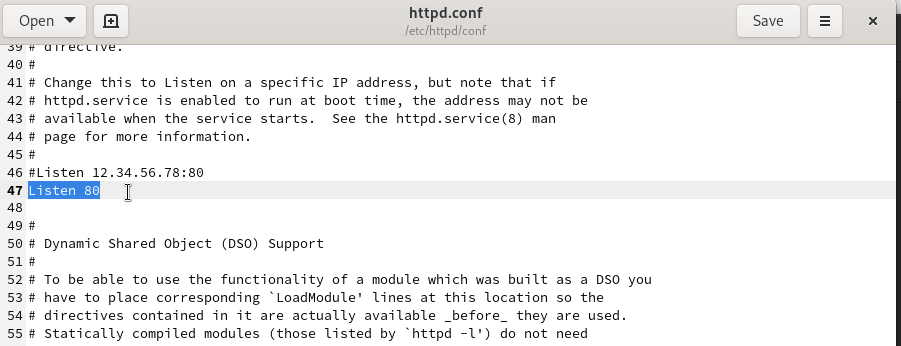 Open
httpd.conf
/etc/httpd/conf
Save
39 # directive.
40 #
41 # Change this to Listen on a specific IP address, but note that if
42 # httpd.service is enabled to run at boot time, the address may not be
43 # available when the service starts.  See the httpd.service(8) man
44 # page for more information.
45 #
46 #Listen 12.34.56.78:80
47 Listen 80
48
49 #
50 # Dynamic Shared Object (DSO) Support
51 #
52 # To be able to use the functionality of a module which was built as a DSO you
53 # have to place corresponding `LoadModule' lines at this location so the
54 # directives contained in it are actually available _before_ they are used.
55 # Statically compiled modules (those listed by `httpd -l') do not need